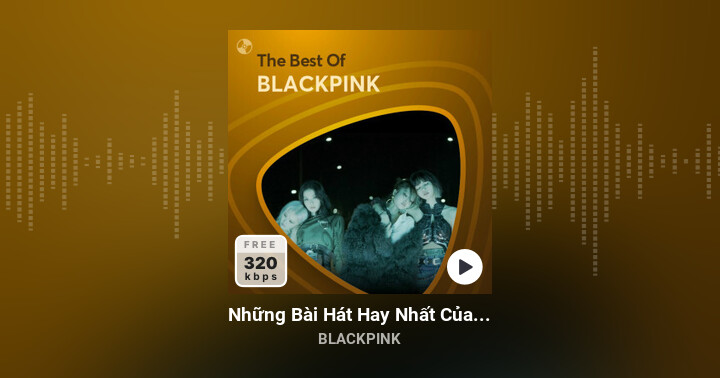 The Best Of
BLACKPINK
FREE
320
kbps
Những Bài Hát Hay Nhất Của...
BLACKPINK